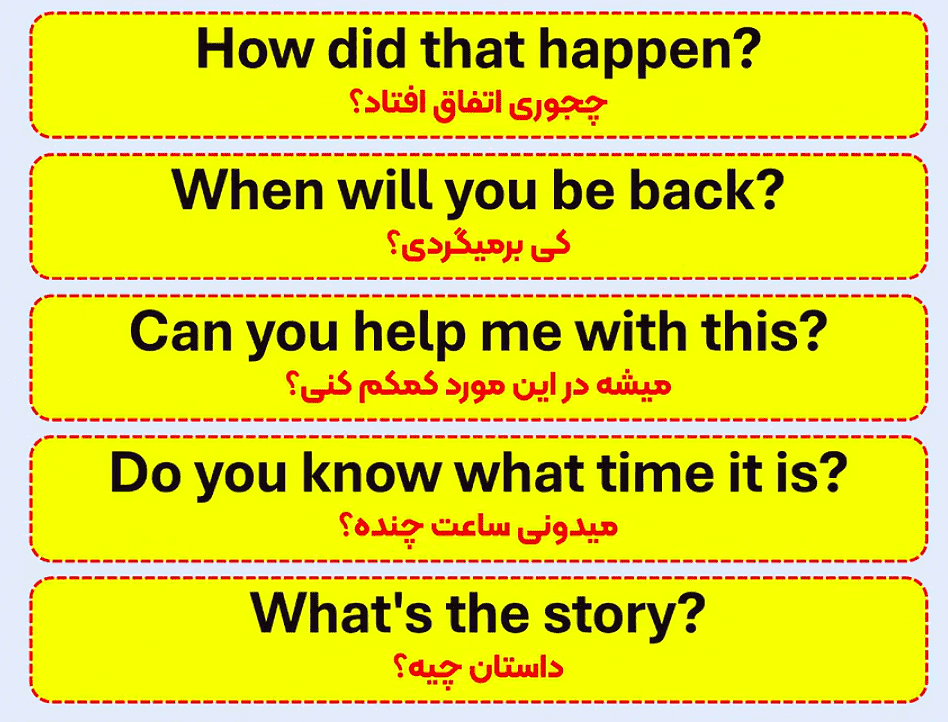 How did that happen?
چجوری اتفاق افتاد؟
When will you be back?
کی برمیگردی؟
Can you help me with this?
میشه در این مورد کمکم کنی؟
Do you know what time it is?
میدونی ساعت چنده؟
What's the story?
داستان چیه؟